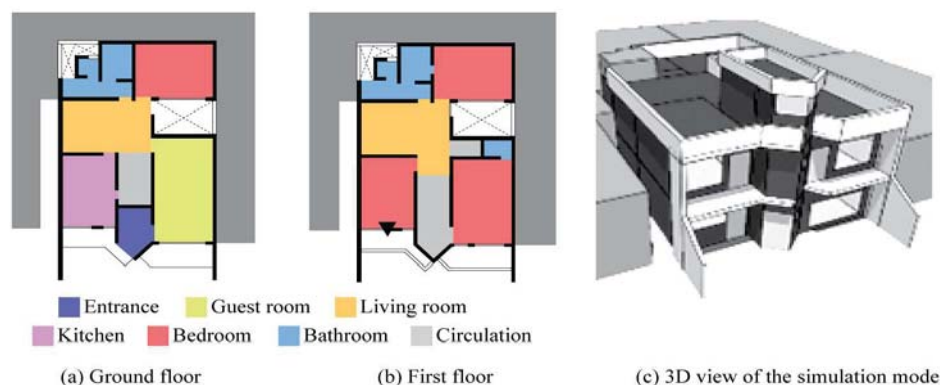 Entrance Guest room Living room
Kitchen Bedroom Bathroom Circulation
(a) Ground floor (b) First floor (c) 3D view of the simulation mode